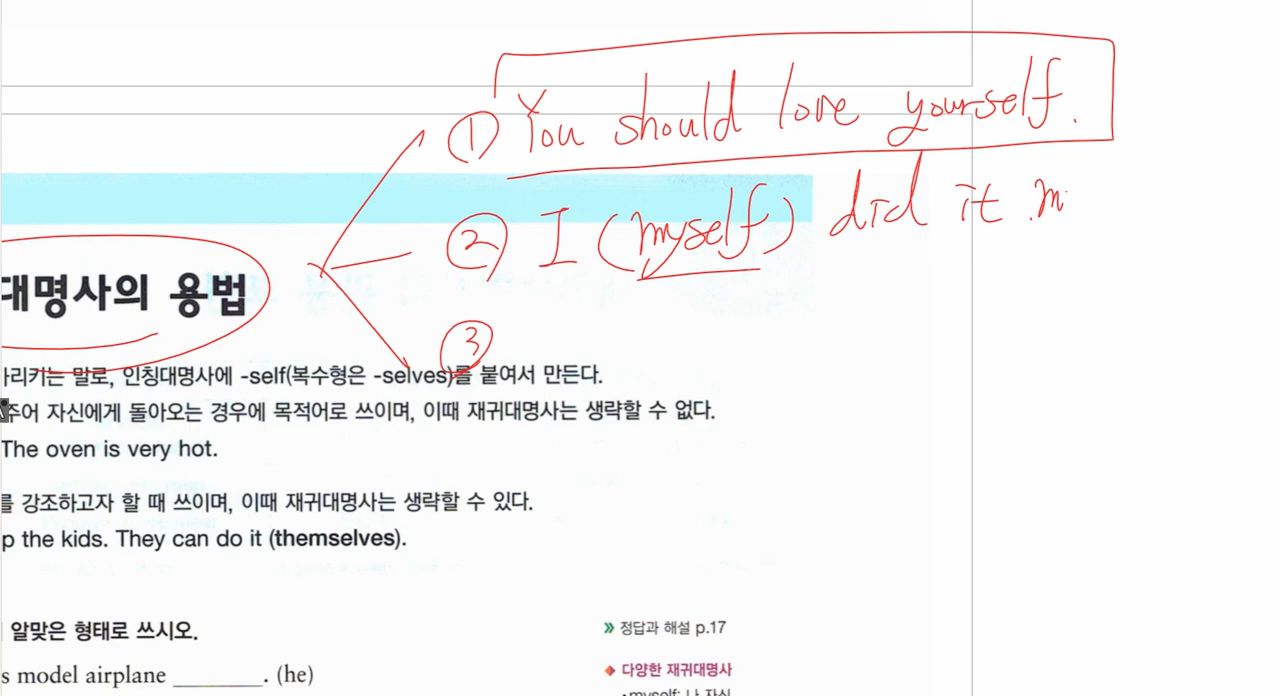 ① You should love yourself.
② I (myself) did it m
대명사의 용법
③
가리키는 말로, 인칭대명사에 -self(복수형은 -selves)를 붙여서 만든다.
주어 자신에게 돌아오는 경우에 목적어로 쓰이며, 이때 재귀대명사는 생략할 수 없다.
The oven is very hot.
를 강조하고자 할 때 쓰이며, 이때 재귀대명사는 생략할 수 있다.
p the kids. They can do it (themselves).
알맞은 형태로 쓰시오.
» 정답과 해설 p.17
s model airplane ________. (he)
◆ 다양한 재귀대명사
•myself: 나 자신